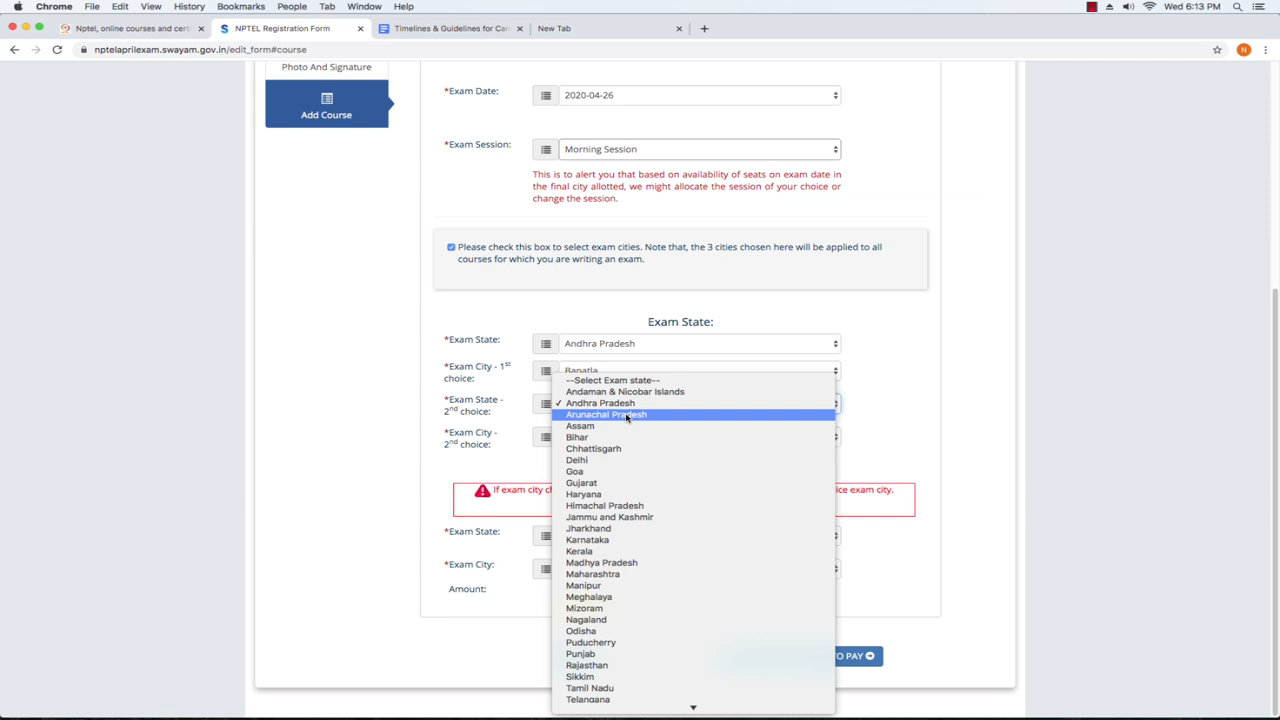 Chrome File Edit View History Bookmarks People Tab Window Help Wed 6:13 PM
Nptel, online courses and certi × NPTEL Registration Form × Timelines & Guidelines for Can × New Tab × +
nptelaprilexam.swayam.gov.in/edit_form#course N
Photo And Signature
Add Course
*Exam Date: 2020-04-26
*Exam Session: Morning Session
This is to alert you that based on availability of seats on exam date in
the final city allotted, we might allocate the session of your choice or
change the session.
Please check this box to select exam cities. Note that, the 3 cities chosen here will be applied to all
courses for which you are writing an exam.
Exam State:
*Exam State: Andhra Pradesh
*Exam City - 1st
choice: Bapatla
*Exam State -
2nd choice:
*Exam City -
2nd choice:
--Select Exam state--
Andaman & Nicobar Islands
✓ Andhra Pradesh
Arunachal Pradesh
Assam
Bihar
Chhattisgarh
Delhi
Goa
Gujarat
Haryana
Himachal Pradesh
Jammu and Kashmir
Jharkhand
Karnataka
Kerala
Madhya Pradesh
Maharashtra
Manipur
Meghalaya
Mizoram
Nagaland
Odisha
Puducherry
Punjab
Rajasthan
Sikkim
Tamil Nadu
Telangana
If exam city ch
ice exam city.
*Exam State:
*Exam City:
Amount:
TO PAY